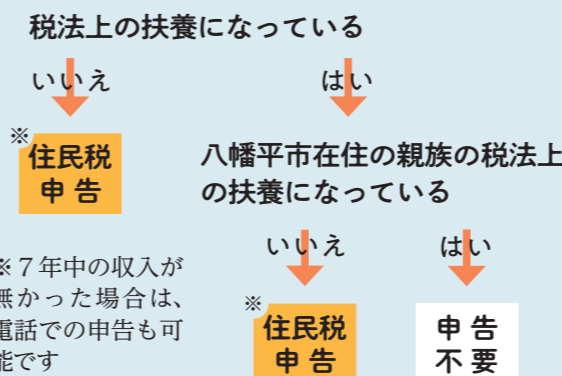 税法上の扶養になっている
いいえ
はい
※
住民税
申告
八幡平市在住の親族の税法上
の扶養になっている
いいえ
はい
※
住民税
申告
申告
不要
※７年中の収入が
無かった場合は、
電話での申告も可
能です